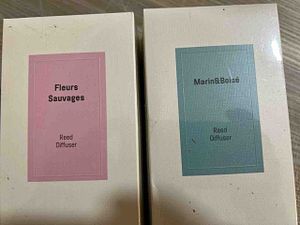 Fleurs
Sauvages
Reed
Diffuser
Marin&Boisé
Reed
Diffuser